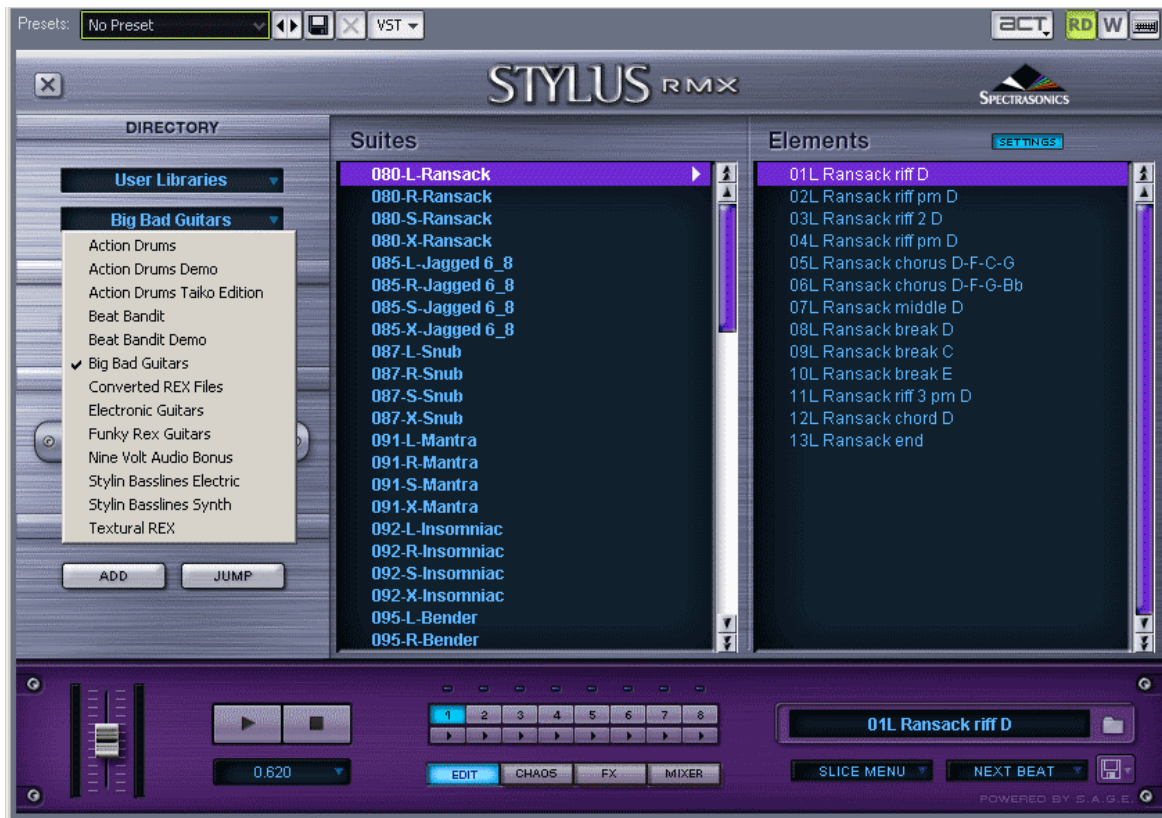 Presets: No Preset VST ACT RD W
STYLUS RMX
SPECTRASONICS
DIRECTORY
User Libraries
Big Bad Guitars
Action Drums
Action Drums Demo
Action Drums Taiko Edition
Beat Bandit
Beat Bandit Demo
Big Bad Guitars
Converted REX Files
Electronic Guitars
Funky Rex Guitars
Nine Volt Audio Bonus
Stylin Basslines Electric
Stylin Basslines Synth
Textural REX
ADD JUMP
Suites
080-L-Ransack
080-R-Ransack
080-S-Ransack
080-X-Ransack
085-L-Jagged 6_8
085-R-Jagged 6_8
085-S-Jagged 6_8
085-X-Jagged 6_8
087-L-Snub
087-R-Snub
087-S-Snub
087-X-Snub
091-L-Mantra
091-R-Mantra
091-S-Mantra
091-X-Mantra
092-L-Insomniac
092-R-Insomniac
092-S-Insomniac
092-X-Insomniac
095-L-Bender
095-R-Bender
Elements SETTINGS
01L Ransack riff D
02L Ransack riff pm D
03L Ransack riff 2 D
04L Ransack riff pm D
05L Ransack chorus D-F-C-G
06L Ransack chorus D-F-G-Bb
07L Ransack middle D
08L Ransack break D
09L Ransack break C
10L Ransack break E
11L Ransack riff 3 pm D
12L Ransack chord D
13L Ransack end
1 2 3 4 5 6 7 8
01L Ransack riff D
0.620 EDIT CHAOS FX MIXER SLICE MENU NEXT BEAT
POWERED BY S.A.G.E.